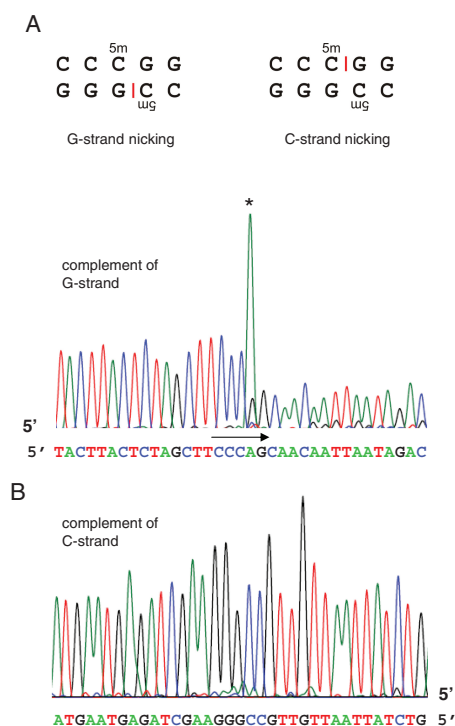 A
5m
C C C G G
G G G|C C
5m
G-strand nicking
5m
C C C|G G
G G G C C
5m
C-strand nicking
*
complement of
G-strand
5'
5' TACTTACTCTAGCTTCCCAGCAACAATTAATAGAC
B
complement of
C-strand
5'
ATGAATGAGATCGAAGGGCCGTTGTTAATTATCTG 5'